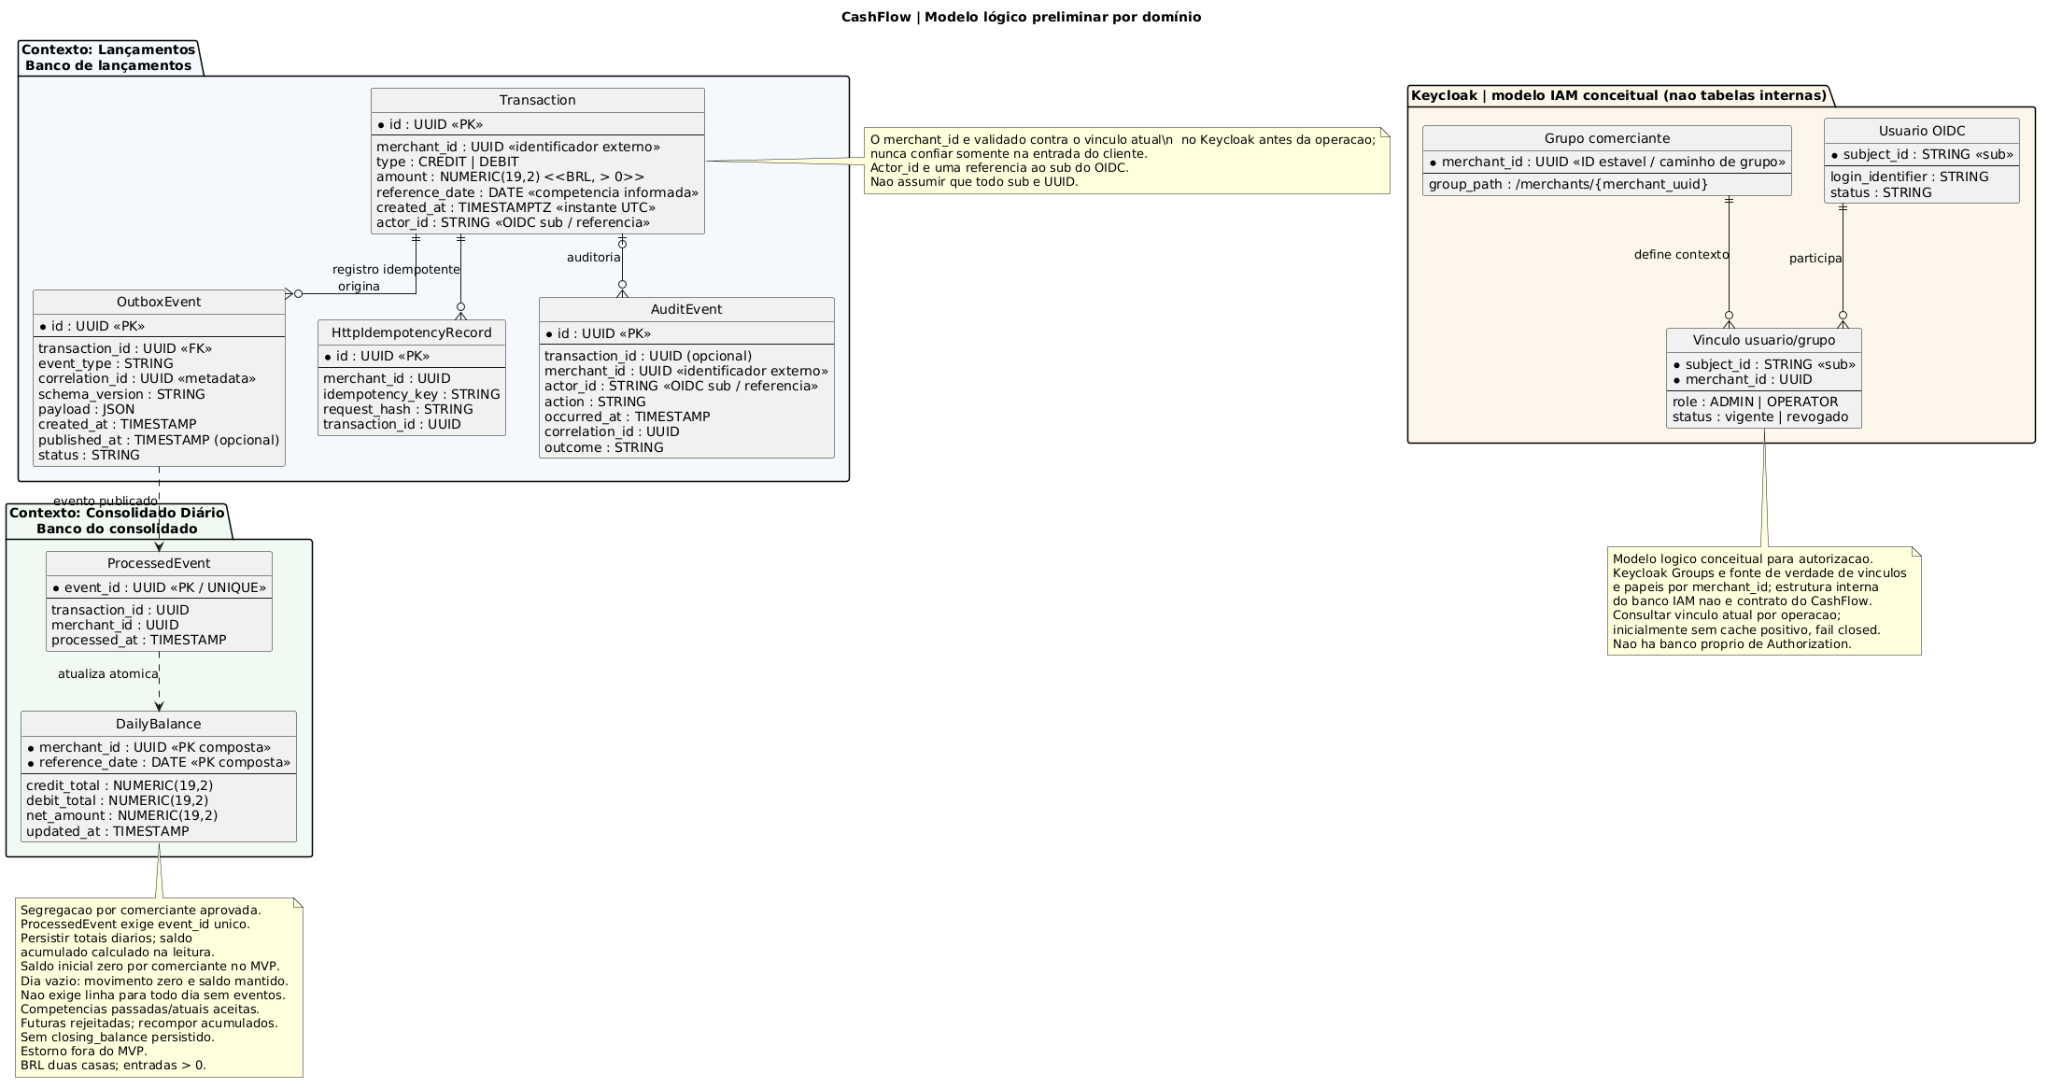 CashFlow | Modelo lógico preliminar por domínio
Contexto: Lançamentos
Banco de lançamentos
Transaction
id : UUID «PK»
merchant_id : UUID «identificador externo»
type : CREDIT | DEBIT
amount : NUMERIC(19,2) <<BRL, > 0>>
reference_date : DATE «competencia informada»
created_at : TIMESTAMPTZ «instante UTC»
actor_id : STRING «OIDC sub / referencia»
O merchant_id e validado contra o vinculo atual\n  no Keycloak antes da operacao;
nunca confiar somente na entrada do cliente.
Actor_id e uma referencia ao sub do OIDC.
Nao assumir que todo sub e UUID.
registro idempotente
origina
auditoria
OutboxEvent
id : UUID «PK»
transaction_id : UUID «FK»
event_type : STRING
correlation_id : UUID «metadata»
schema_version : STRING
payload : JSON
created_at : TIMESTAMP
published_at : TIMESTAMP (opcional)
status : STRING
HttpIdempotencyRecord
id : UUID «PK»
merchant_id : UUID
idempotency_key : STRING
request_hash : STRING
transaction_id : UUID
AuditEvent
id : UUID «PK»
transaction_id : UUID (opcional)
merchant_id : UUID «identificador externo»
actor_id : STRING «OIDC sub / referencia»
action : STRING
occurred_at : TIMESTAMP
correlation_id : UUID
outcome : STRING
Keycloak | modelo IAM conceitual (nao tabelas internas)
Grupo comerciante
merchant_id : UUID «ID estavel / caminho de grupo»
group_path : /merchants/{merchant_uuid}
Usuario OIDC
subject_id : STRING «sub»
login_identifier : STRING
status : STRING
define contexto
participa
Vinculo usuario/grupo
subject_id : STRING «sub»
merchant_id : UUID
role : ADMIN | OPERATOR
status : vigente | revogado
Modelo logico conceitual para autorizacao.
Keycloak Groups e fonte de verdade de vinculos
e papeis por merchant_id; estrutura interna
do banco IAM nao e contrato do CashFlow.
Consultar vinculo atual por operacao;
inicialmente sem cache positivo, fail closed.
Nao ha banco proprio de Authorization.
evento publicado
Contexto: Consolidado Diário
Banco do consolidado
ProcessedEvent
event_id : UUID «PK / UNIQUE»
transaction_id : UUID
merchant_id : UUID
processed_at : TIMESTAMP
atualiza atomica
DailyBalance
merchant_id : UUID «PK composta»
reference_date : DATE «PK composta»
credit_total : NUMERIC(19,2)
debit_total : NUMERIC(19,2)
net_amount : NUMERIC(19,2)
updated_at : TIMESTAMP
Segregacao por comerciante aprovada.
ProcessedEvent exige event_id unico.
Persistir totais diarios; saldo
acumulado calculado na leitura.
Saldo inicial zero por comerciante no MVP.
Dia vazio: movimento zero e saldo mantido.
Nao exige linha para todo dia sem eventos.
Competencias passadas/atuais aceitas.
Futuras rejeitadas; recompor acumulados.
Sem closing_balance persistido.
Estorno fora do MVP.
BRL duas casas; entradas > 0.